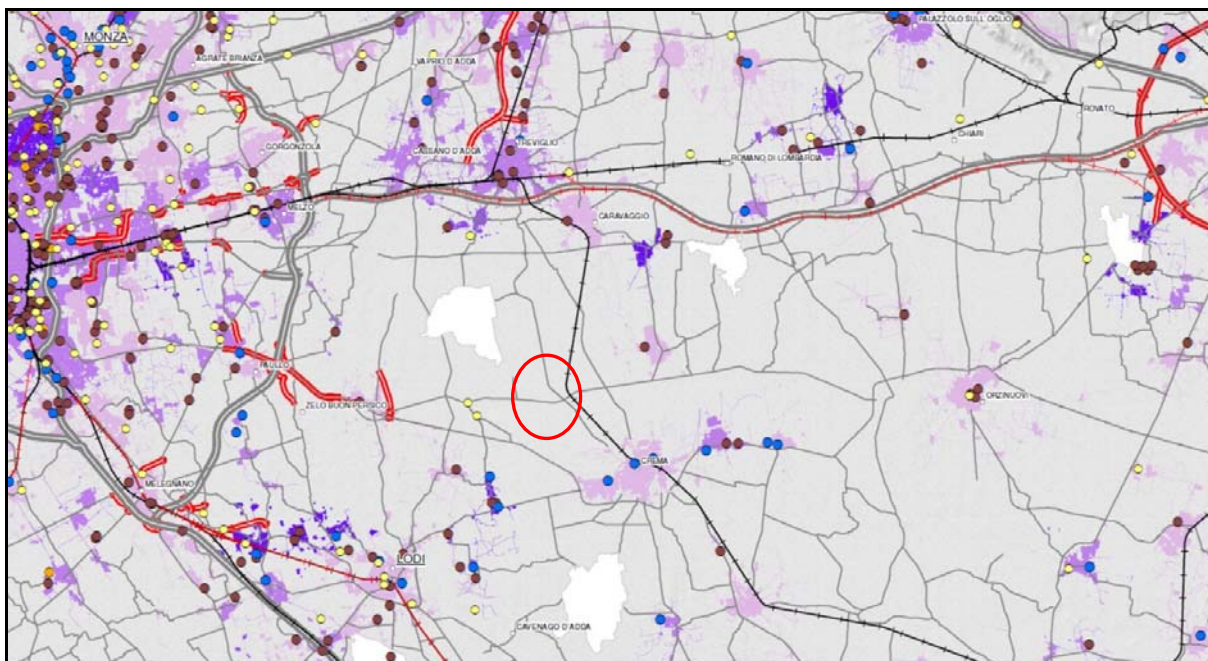 PALAZZOLO SULL'OGLIO
MONZA
AGRATE BRIANZA
VAPRIO D'ADDA
ROVATO
CHIARI
GORGONZOLA
CASSANO D'ADDA
TREVIGLIO
ROMANO DI LOMBARDIA
MELZO
CARAVAGGIO
PAULLO
ZELO BUON PERSICO
ORZINUOVI
CREMA
MELEGNANO
LODI
CAVENAGO D'ADDA